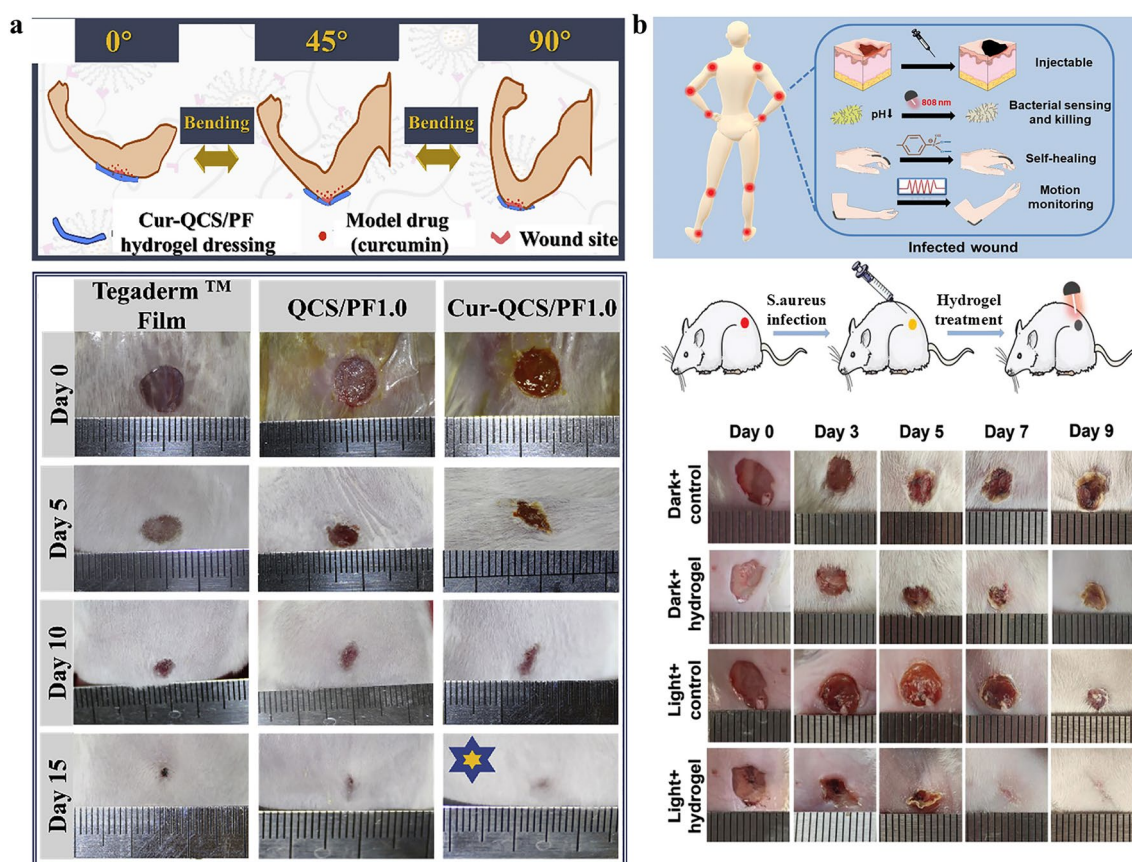 a
0°
45°
90°
Bending
Bending
Cur-QCS/PF
hydrogel dressing
Model drug
(curcumin)
Wound site
Tegaderm ™
Film
QCS/PF1.0
Cur-QCS/PF1.0
Day 0
Day 5
Day 10
Day 15
b
Injectable
pH↓
808 nm
Bacterial sensing
and killing
Self-healing
Motion
monitoring
Infected wound
S.aureus
infection
Hydrogel
treatment
Day 0
Day 3
Day 5
Day 7
Day 9
Dark+
control
Dark+
hydrogel
Light+
control
Light+
hydrogel